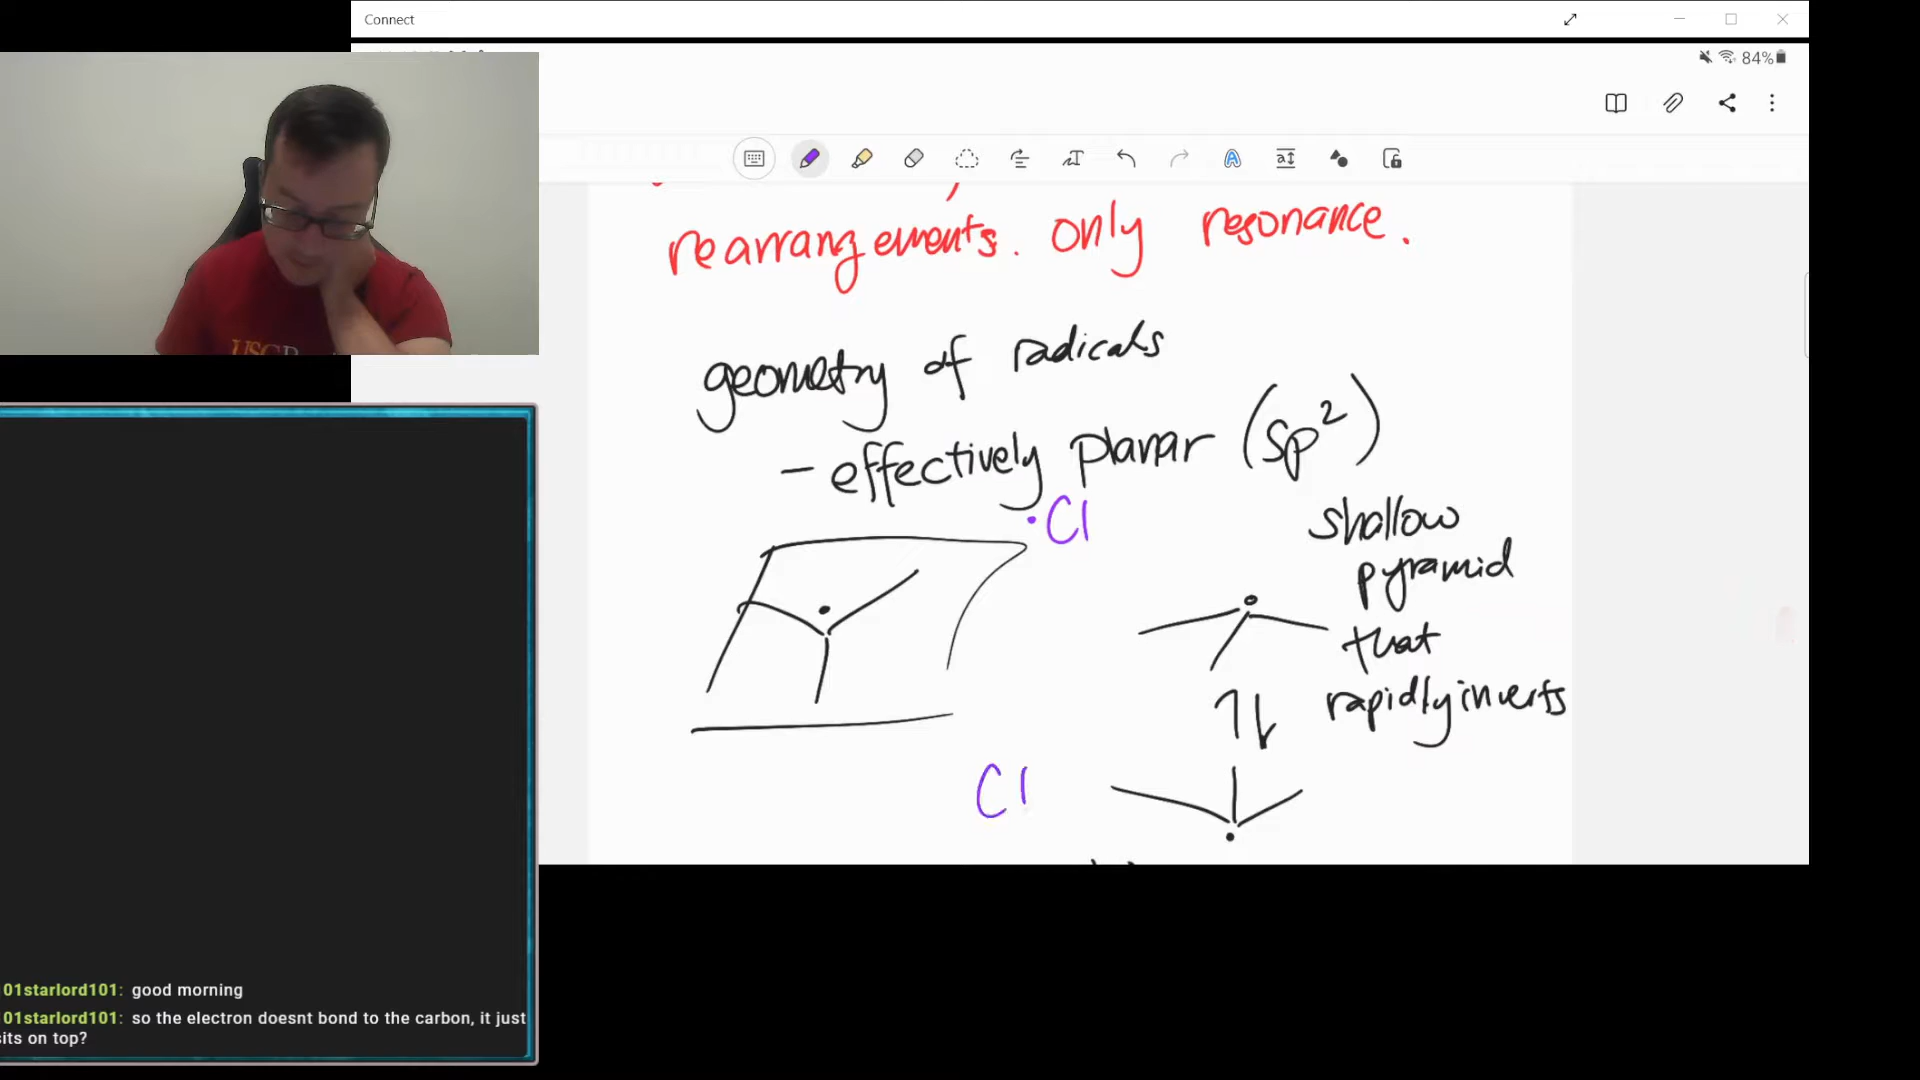 Connect
84%
rearrangements. only resonance.
geometry of radicals
- effectively planar (sp²)
•Cl
shallow
pyramid
that
rapidly inverts
Cl
01starlord101: good morning
01starlord101: so the electron doesnt bond to the carbon, it just
sits on top?